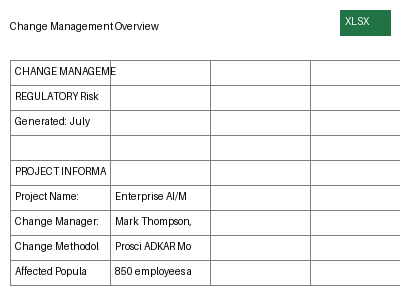 Change Management Overview
XLSX
CHANGE MANAGEME
REGULATORY Risk
Generated: July
PROJECT INFORMA
Project Name: Enterprise AI/M
Change Manager: Mark Thompson,
Change Methodol Prosci ADKAR Mo
Affected Popula 850 employees a